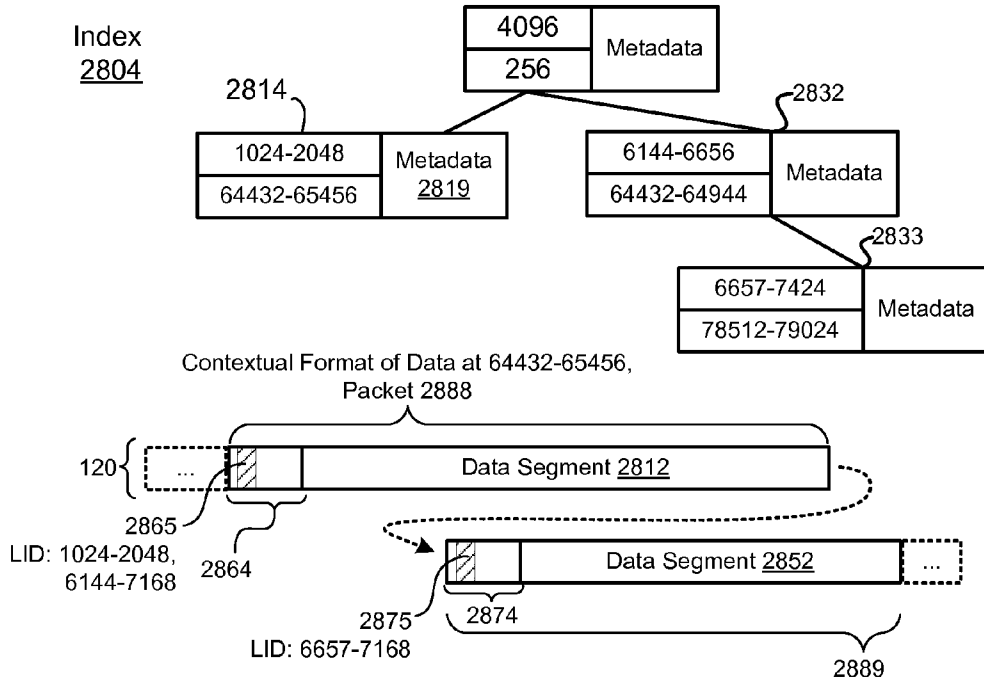 Index
2804
4096
256
Metadata
2814
1024-2048
64432-65456
Metadata
2819
2832
6144-6656
64432-64944
Metadata
2833
6657-7424
78512-79024
Metadata
Contextual Format of Data at 64432-65456,
Packet 2888
120
...
Data Segment 2812
2865
LID: 1024-2048,
6144-7168
2864
Data Segment 2852
...
2875
LID: 6657-7168
2874
2889